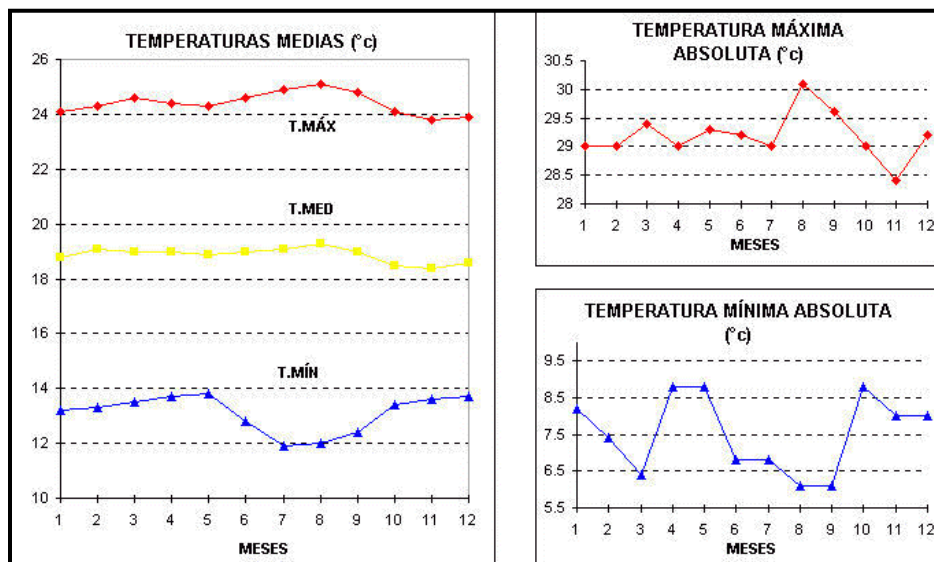 TEMPERATURAS MEDIAS (°c)
26
24
22
20
18
16
14
12
10
T.MÁX
T.MED
T.MÍN
1 2 3 4 5 6 7 8 9 10 11 12
MESES
TEMPERATURA MÁXIMA
ABSOLUTA (°c)
30.5
30
29.5
29
28.5
28
1 2 3 4 5 6 7 8 9 10 11 12
MESES
TEMPERATURA MÍNIMA ABSOLUTA
(°c)
9.5
8.5
7.5
6.5
5.5
1 2 3 4 5 6 7 8 9 10 11 12
MESES